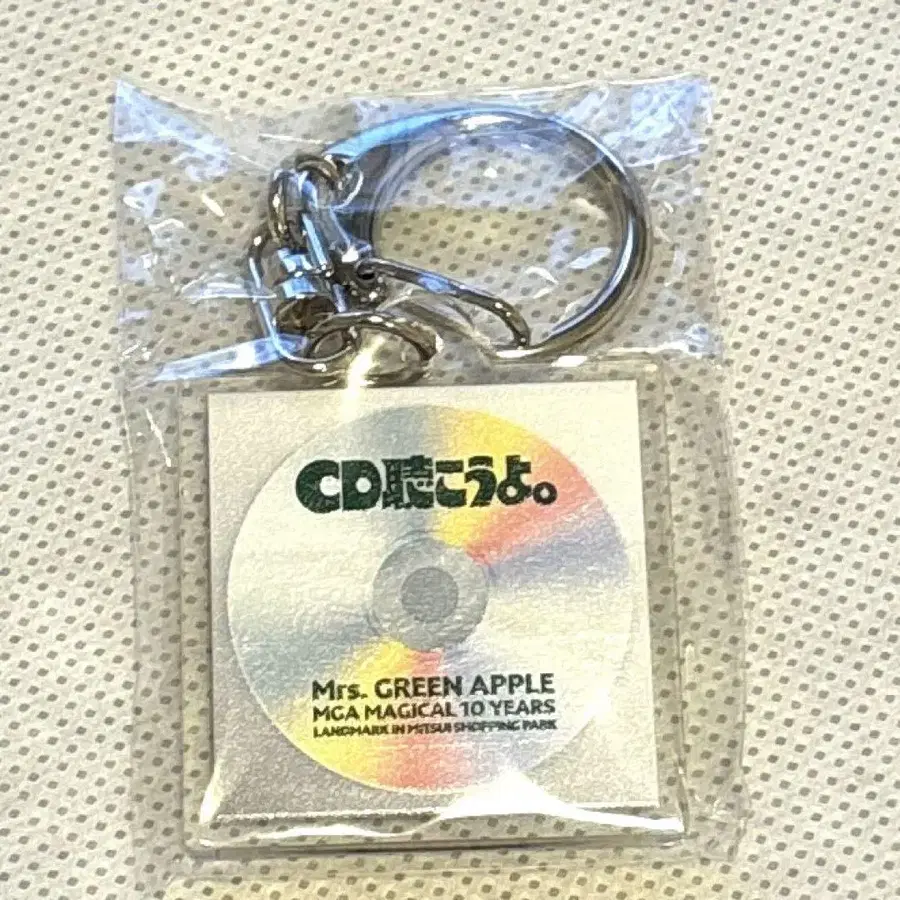 CD聴こうよ。
Mrs. GREEN APPLE
MGA MAGICAL 10 YEARS
LANDMARK IN MITSUI SHOPPING PARK